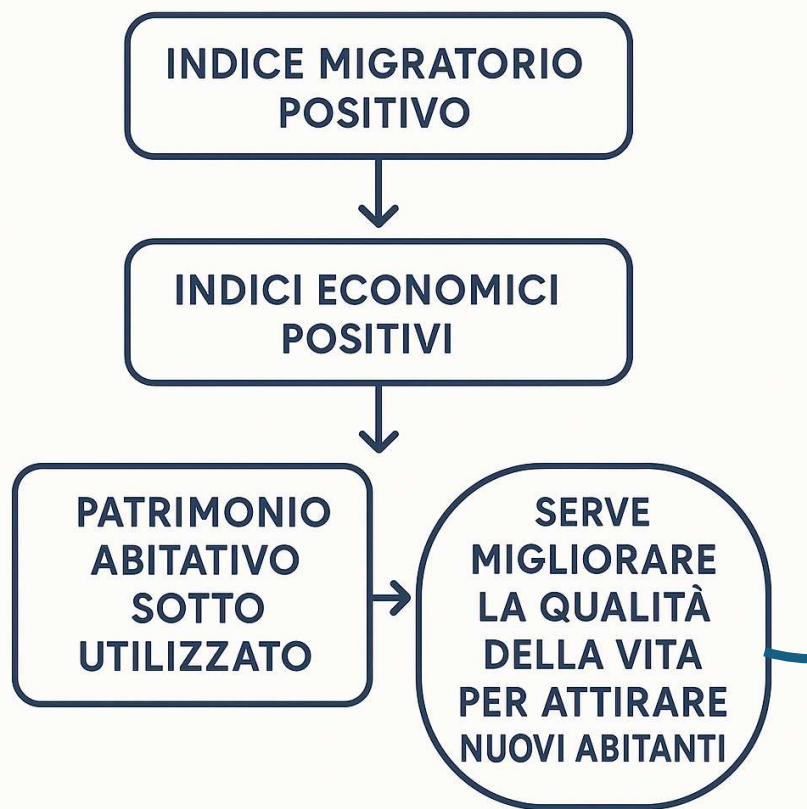 INDICE MIGRATORIO
POSITIVO
INDICI ECONOMICI
POSITIVI
PATRIMONIO
ABITATIVO
SOTTO
UTILIZZATO
SERVE
MIGLIORARE
LA QUALITÀ
DELLA VITA
PER ATTIRARE
NUOVI ABITANTI